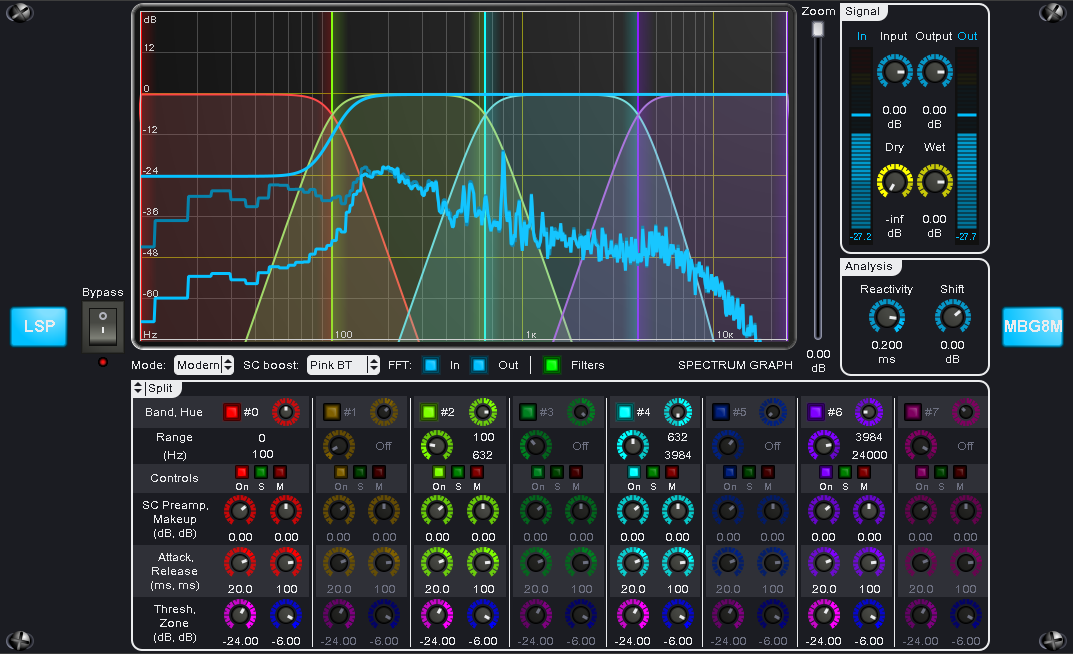 Zoom
Signal
dB
12
0
-12
-24
-36
-48
-60
Hz
100
1K
10K
In Input Output Out
0.00 0.00
dB dB
Dry Wet
-inf 0.00
dB dB
-27.2 -27.7
Analysis
Reactivity Shift
0.200 0.00
ms dB
Bypass
LSP
MBG8M
0.00
dB
Mode: Modern SC boost: Pink BT FFT: In Out Filters SPECTRUM GRAPH
Split
Band, Hue #0 #1 #2 #3 #4 #5 #6 #7
Range 0 Off 100 Off 632 Off 3984 Off
(Hz) 100 632 3984 24000
Controls
On S M On S M On S M On S M On S M On S M On S M On S M
SC Preamp,
Makeup
(dB, dB)
0.00 0.00 0.00 0.00 0.00 0.00 0.00 0.00 0.00 0.00 0.00 0.00 0.00 0.00 0.00 0.00
Attack,
Release
(ms, ms)
20.0 100 20.0 100 20.0 100 20.0 100 20.0 100 20.0 100 20.0 100 20.0 100
Thresh,
Zone
(dB, dB)
-24.00 -6.00 -24.00 -6.00 -24.00 -6.00 -24.00 -6.00 -24.00 -6.00 -24.00 -6.00 -24.00 -6.00 -24.00 -6.00